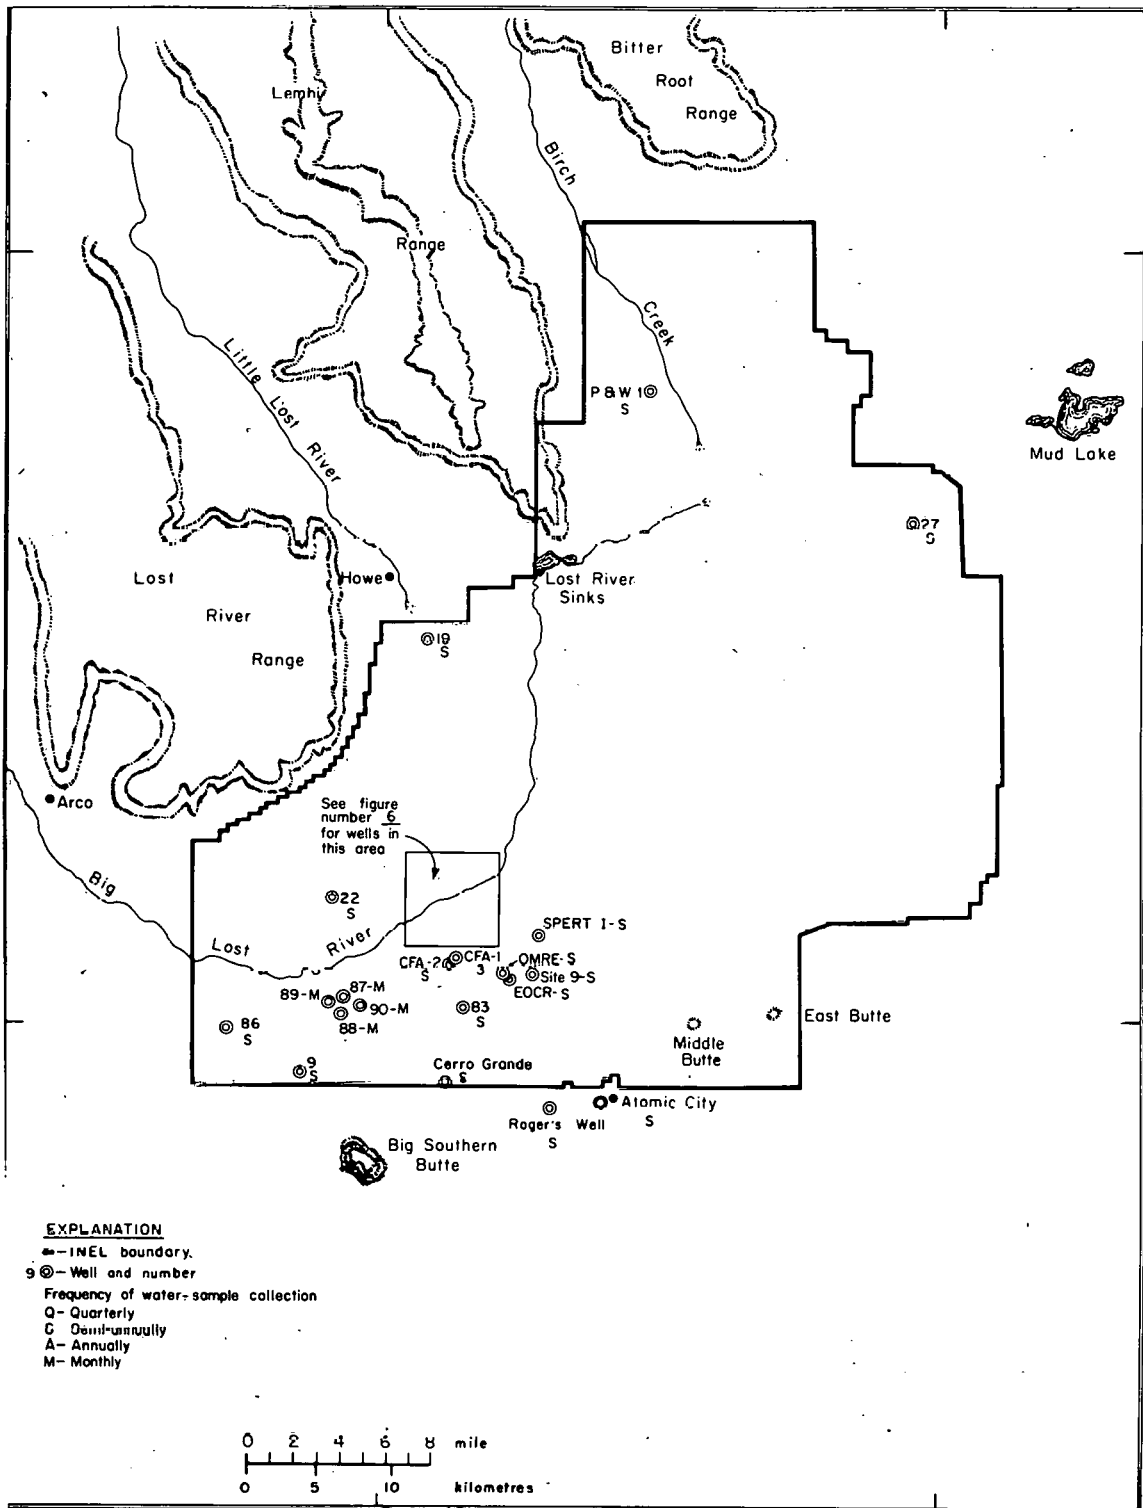 Bitter
Root
Range
Lemhi
Range
Birch
Creek
Little Lost River
P&W 1
S
Mud Lake
27
S
Lost
River
Range
Howe
Lost River
Sinks
19
S
Arco
See figure
number 6
for wells in
this area
Big
Lost
River
22
S
SPERT I-S
CFA-2
S
CFA-1
3
OMRE-S
Site 9-S
EOCR-S
89-M
87-M
90-M
88-M
83
S
86
S
9
S
Cerro Grande
S
Middle
Butte
East Butte
Atomic City
S
Roger's Well
S
Big Southern
Butte
EXPLANATION
INEL boundary.
9 – Well and number
Frequency of water-sample collection
Q- Quarterly
A- Annually
M- Monthly
0 2 4 6 8 mile
0 5 10 kilometres